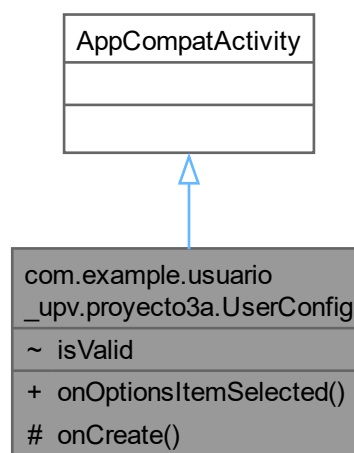 AppCompatActivity
com.example.usuario
_upv.proyecto3a.UserConfig
~ isValid
+ onOptionsItemSelected()
# onCreate()